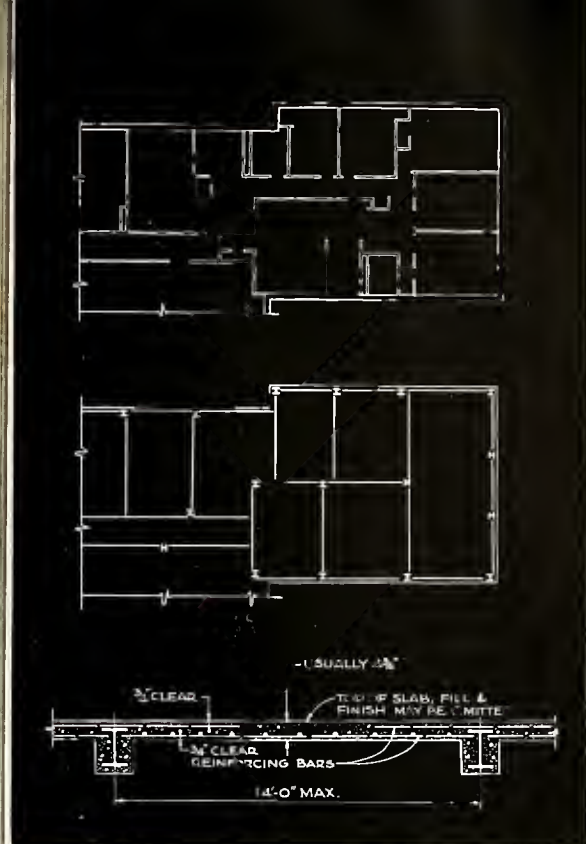 USUALLY 4½"
¾" CLEAR
TOP OF SLAB, FILL &
FINISH MAY BE OMITTE
¾" CLEAR
REINFORCING BARS
14'-0" MAX.